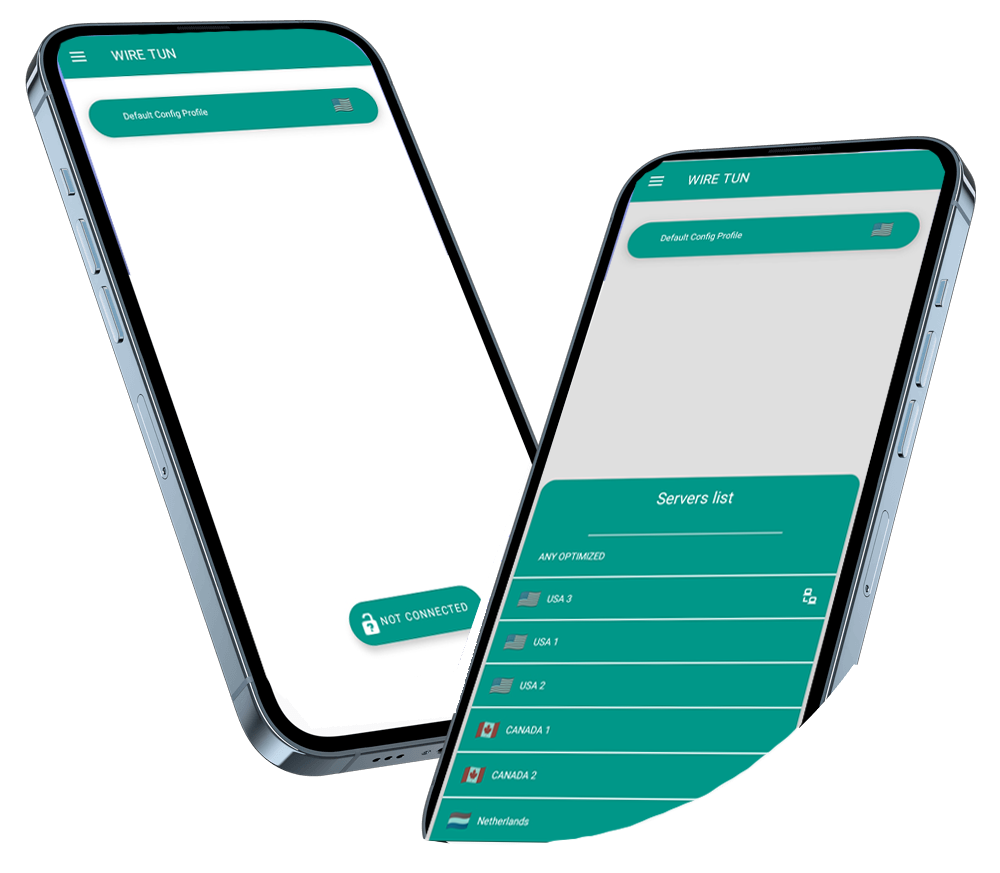 WIRE TUN
Default Config Profile
NOT CONNECTED
WIRE TUN
Default Config Profile
Servers list
ANY OPTIMIZED
USA 3
USA 1
USA 2
CANADA 1
CANADA 2
Netherlands